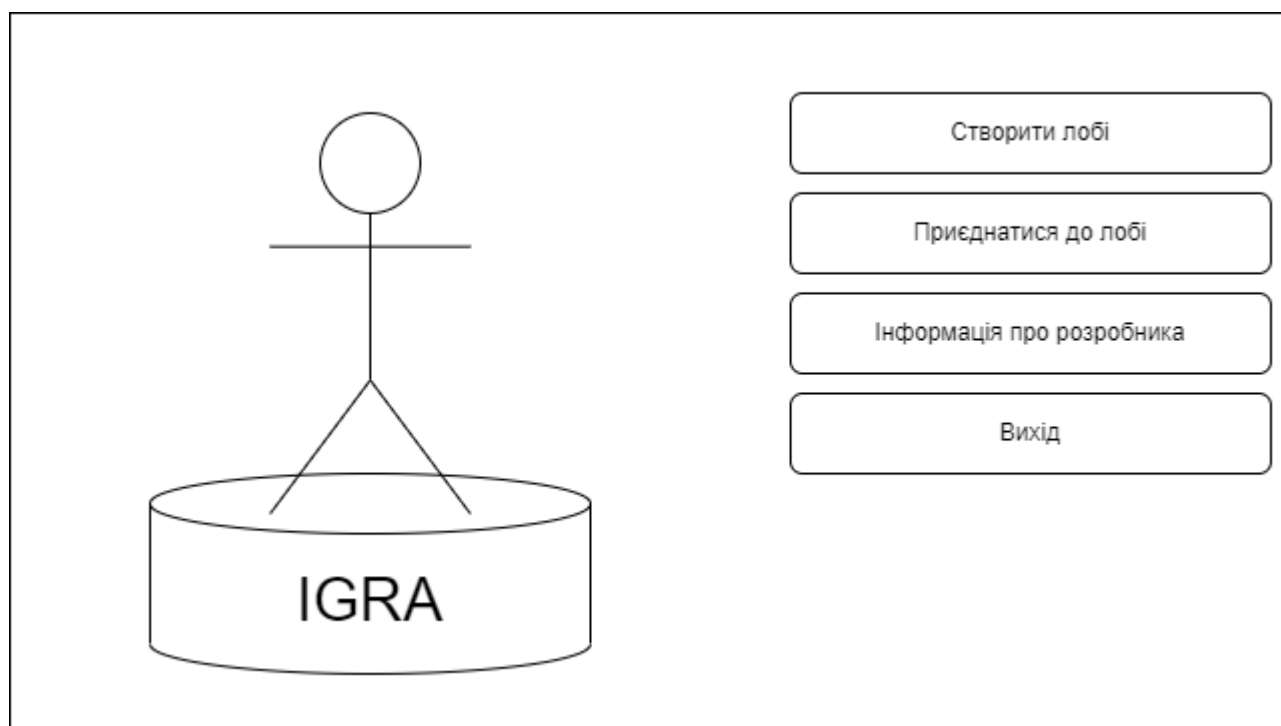 Створити лобі
Приєднатися до лобі
Інформація про розробника
Вихід
IGRA